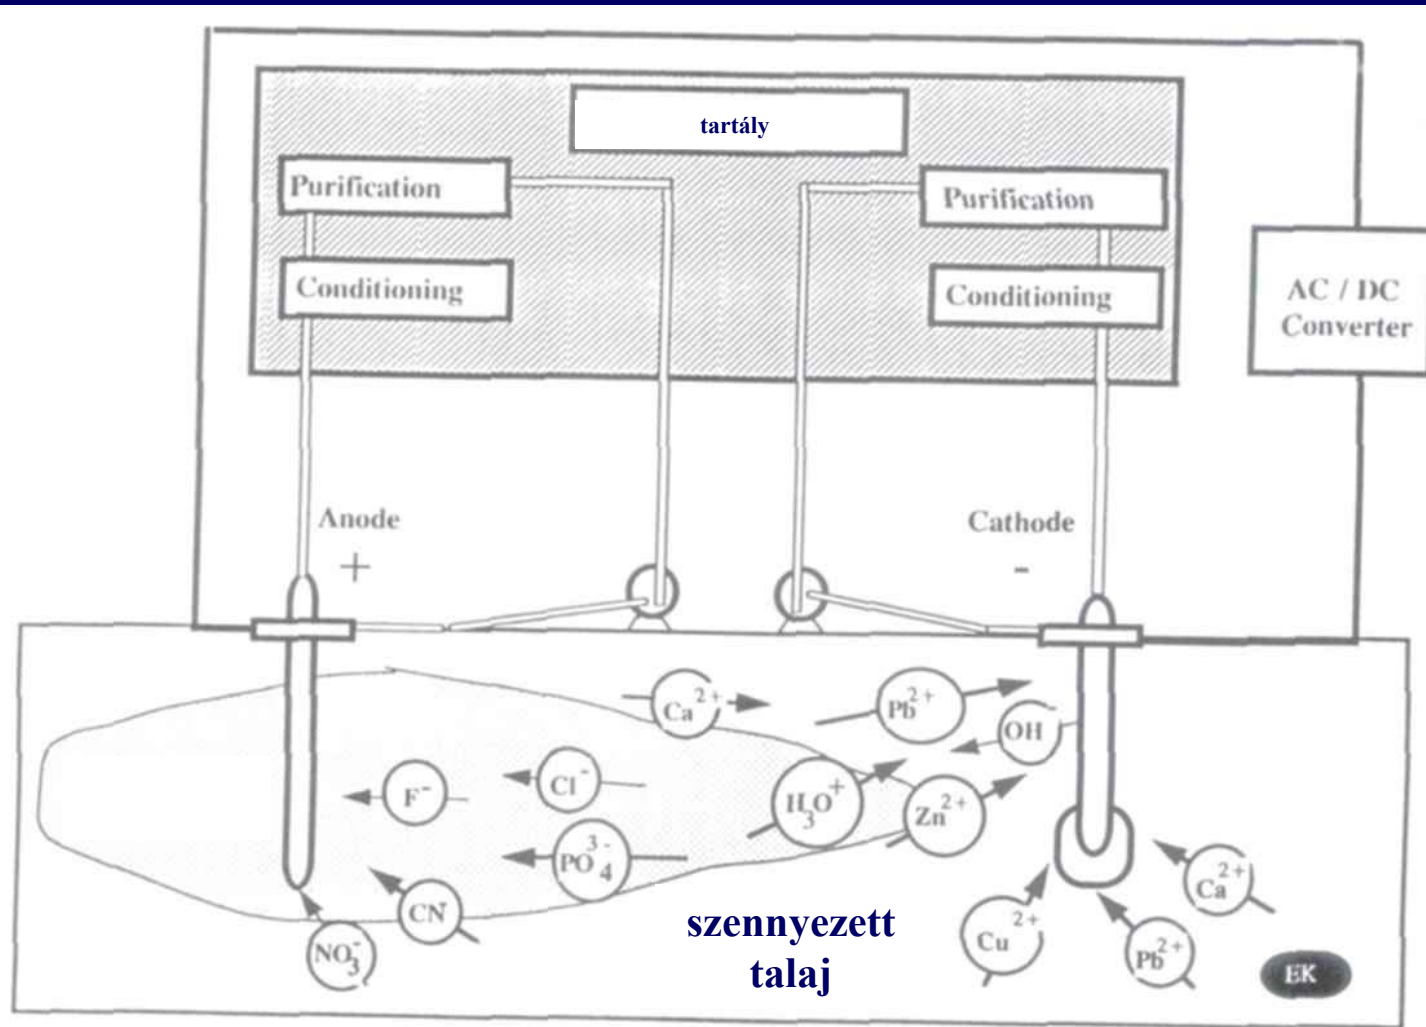 tartály
Purification
Purification
Conditioning
Conditioning
AC / DC
Converter
Anode
+
Cathode
-
Ca2+
Pb2+
OH
F-
Cl-
H3O+
Zn2+
PO43-
CN-
NO3-
szennyezett
talaj
Cu2+
Pb2+
Ca2+
EK